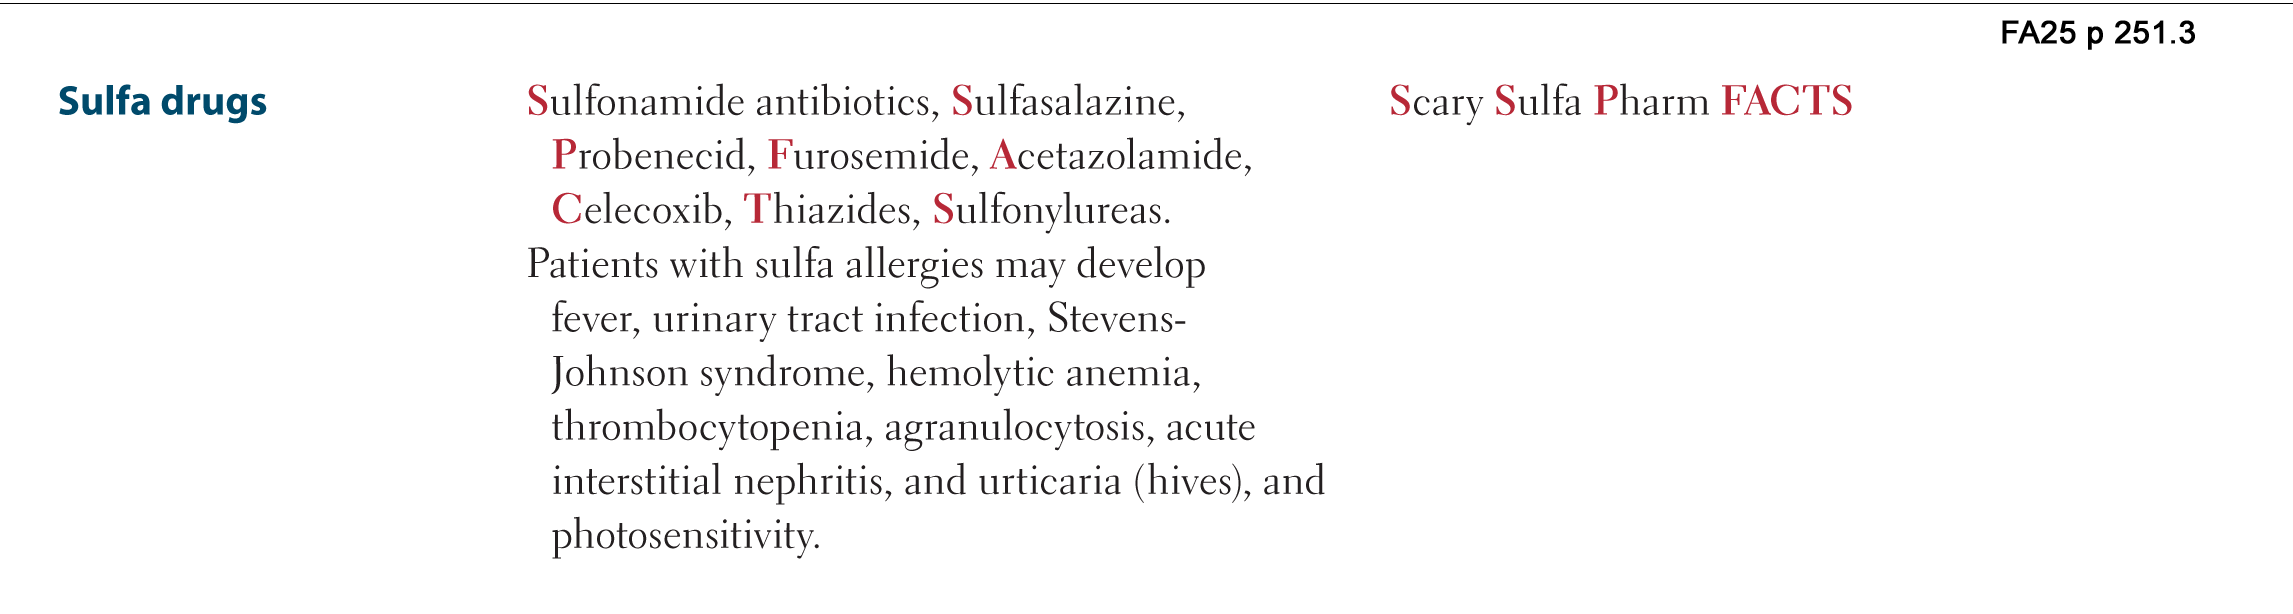 FA25 p 251.3
Sulfa drugs
Sulfonamide antibiotics, Sulfasalazine,
Probenecid, Furosemide, Acetazolamide,
Celecoxib, Thiazides, Sulfonylureas.
Patients with sulfa allergies may develop
fever, urinary tract infection, Stevens-
Johnson syndrome, hemolytic anemia,
thrombocytopenia, agranulocytosis, acute
interstitial nephritis, and urticaria (hives), and
photosensitivity.
Scary Sulfa Pharm FACTS